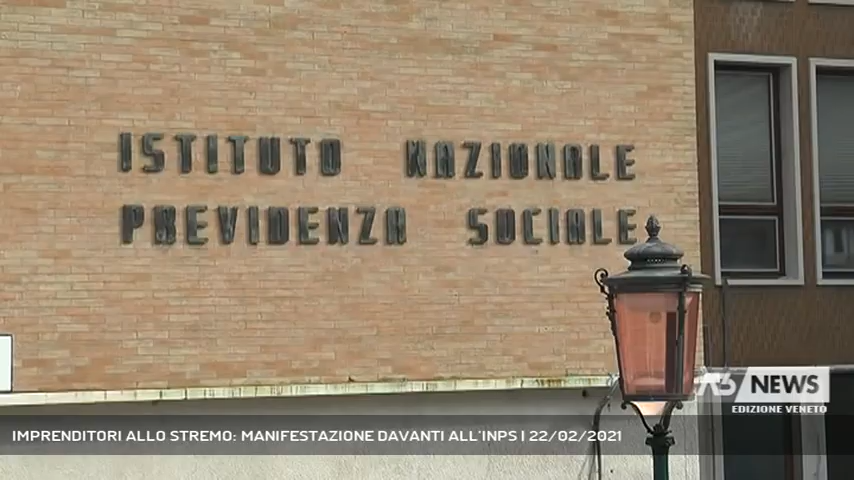 ISTITUTO NAZIONALE
PREVIDENZA SOCIALE
NEWS
EDIZIONE VENETO
IMPRENDITORI ALLO STREMO: MANIFESTAZIONE DAVANTI ALL'INPS | 22/02/2021